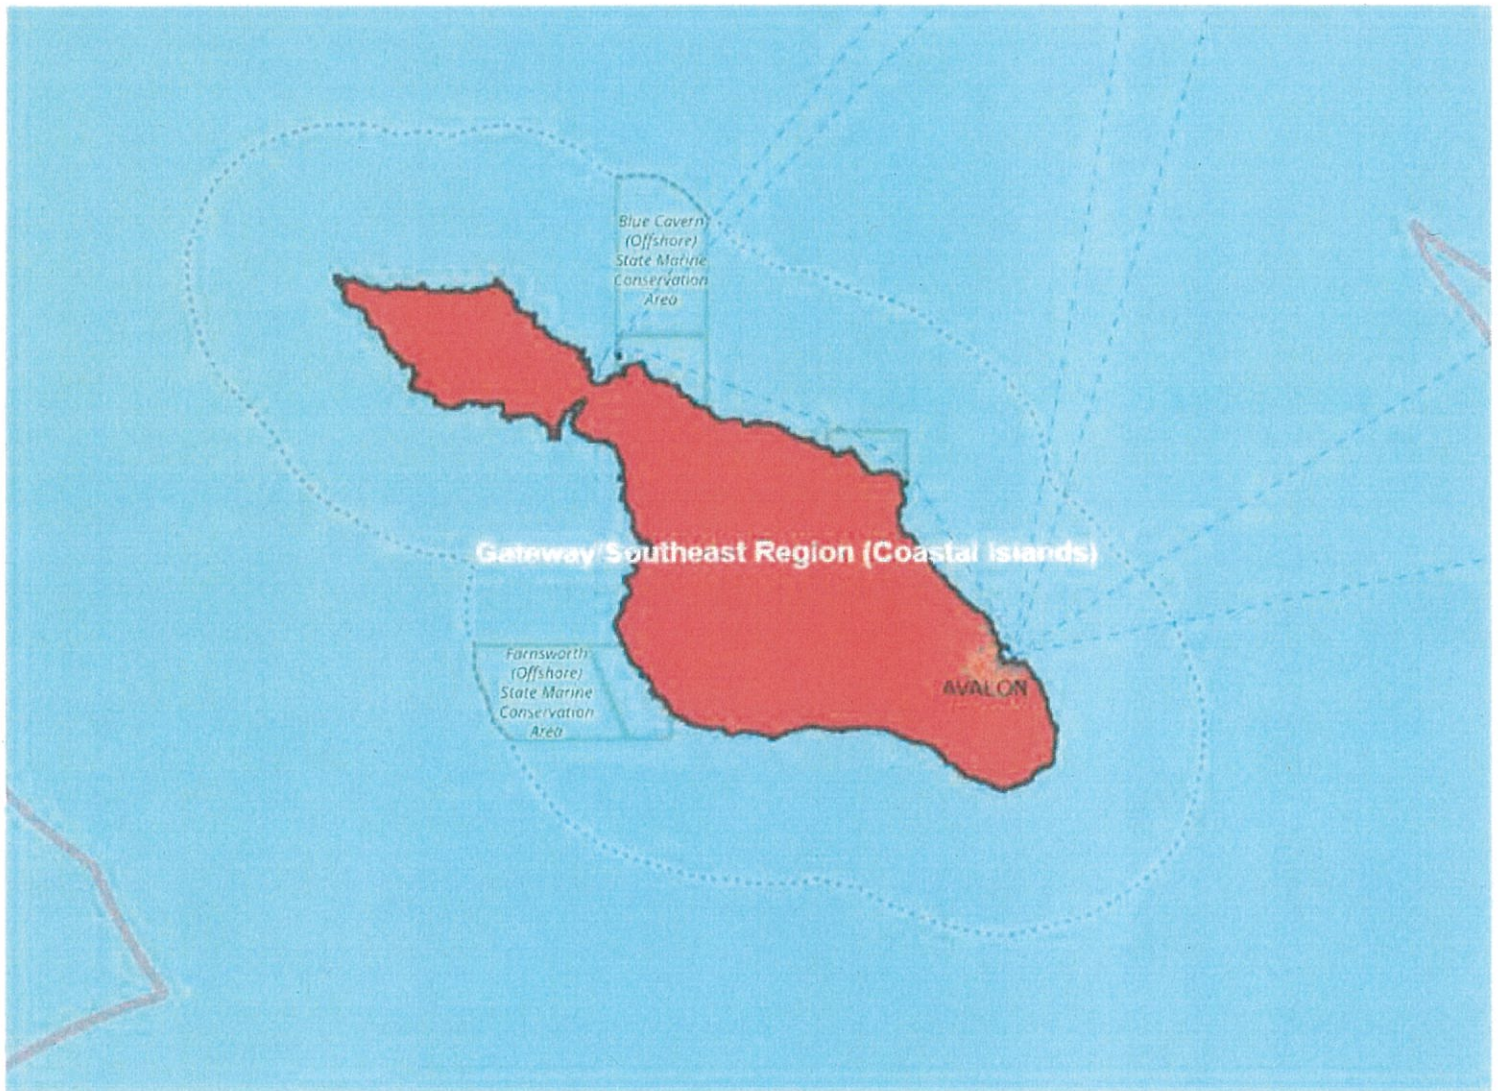 Blue Cavern
(Offshore)
State Marine
Conservation
Area
Gateway/Southeast Region (Coastal Islands)
Farnsworth
(Offshore)
State Marine
Conservation
Area
AVALON